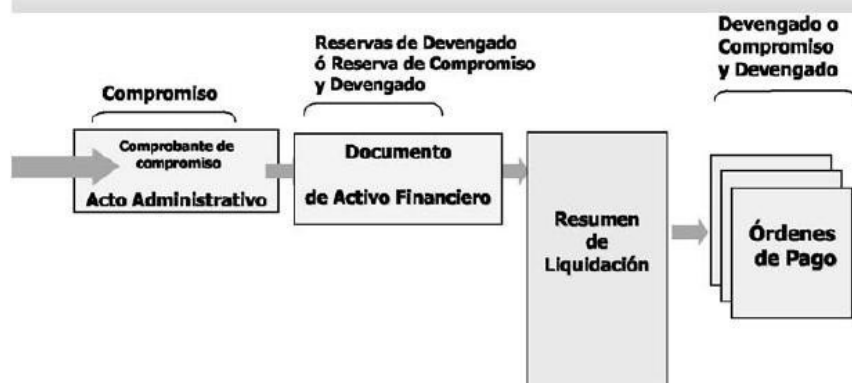 Compromiso
Comprobante de
compromiso
Acto Administrativo
Reservas de Devengado
ó Reserva de Compromiso
y Devengado
Documento
de Activo Financiero
Resumen
de
Liquidación
Devengado o
Compromiso
y Devengado
Órdenes
de Pago